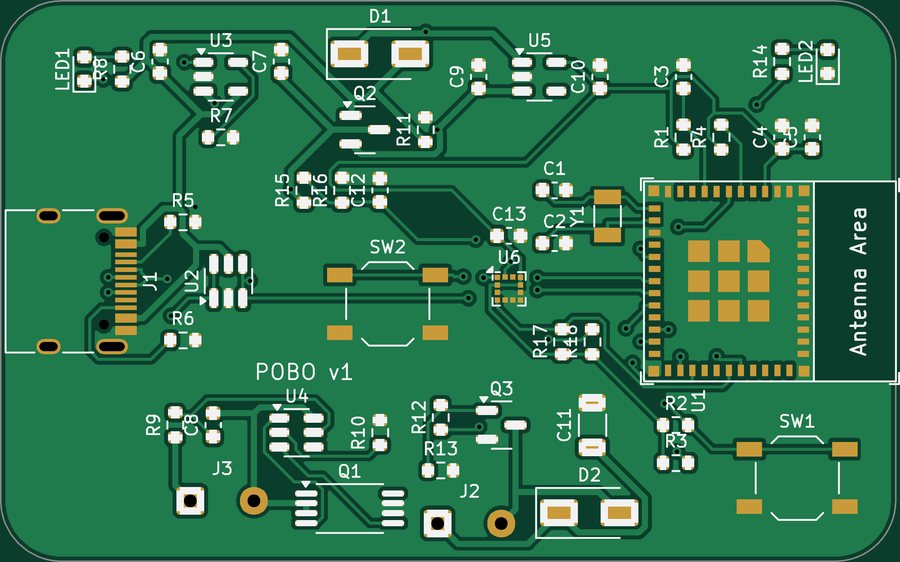 D1
U3
U5
LED1
R8
C6
C7
Q2
C9
C10
C3
R14
LED2
R7
R11
R1
R4
C4
C5
R15
R16
C12
C1
Y1
C2
R5
C13
U6
SW2
J1
U2
Antenna Area
R6
R17
R18
POBO v1
U4
Q3
R2
U1
R9
C8
R10
R12
C11
R3
SW1
R13
J3
Q1
J2
D2